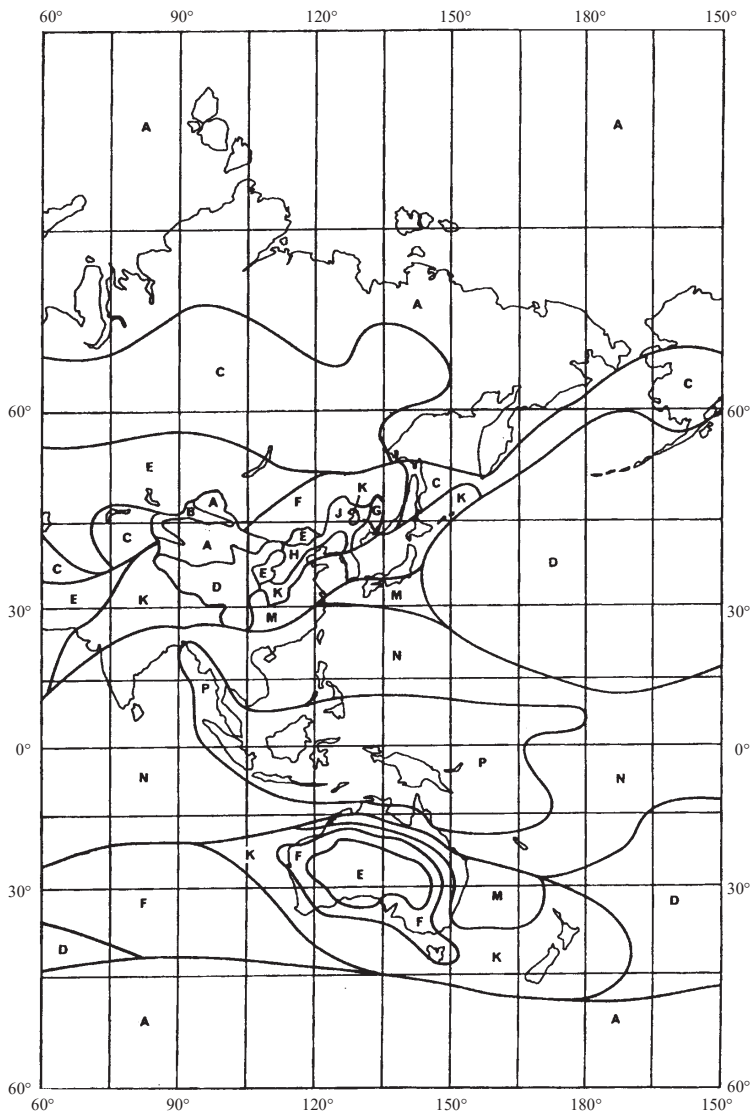 60° 90° 120° 150° 180° 150°
A A
A
C C
60° 60°
E K C
A F K
B J G
C A E
H D
C E
D K
E K M
30° M 30°
N
P
0° P 0°
N N
K F
E
30° M 30°
F F D
D K
A A
60° 60°
60° 90° 120° 150° 180° 150°